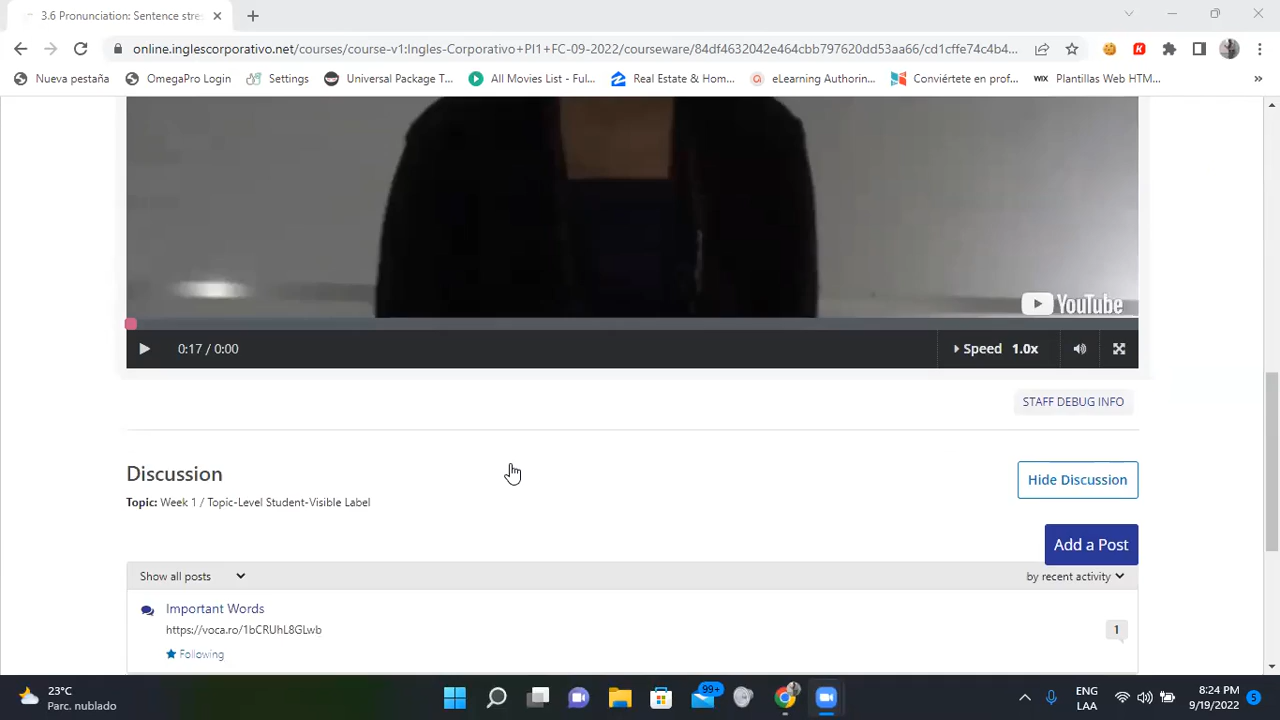 3.6 Pronunciation: Sentence stre
online.inglescorporativo.net/courses/course-v1:Ingles-Corporativo+PI1+FC-09-2022/courseware/84df4632042e464cbb797620dd53aa66/cd1cffe74c4b4...
Nueva pestaña OmegaPro Login Settings Universal Package T... All Movies List - Ful... Real Estate & Hom... eLearning Authorin... Conviértete en prof... WIX Plantillas Web HTM... »
YouTube
0:17 / 0:00 Speed 1.0x
STAFF DEBUG INFO
Discussion Hide Discussion
Topic: Week 1 / Topic-Level Student-Visible Label
Add a Post
Show all posts by recent activity
Important Words
https://voca.ro/1bCRUhL8GLwb 1
Following
23°C
Parc. nublado
99+
ENG
LAA
8:24 PM
9/19/2022
5